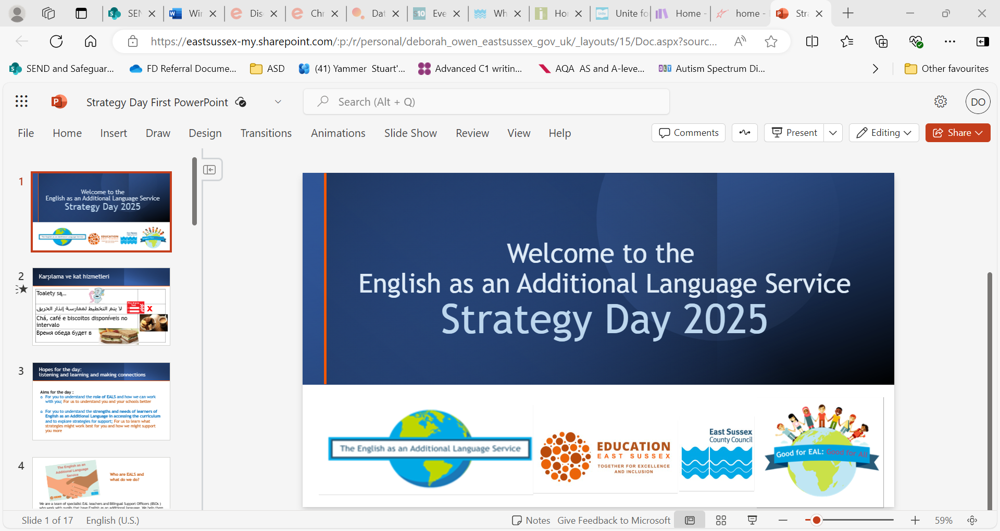 SEN
Wir
Dis
Chr
Dat
S10
Eve
Wh
Ho
Unite fo
Home -
home -
Stra
https://eastsussex-my.sharepoint.com/:p:/r/personal/deborah_owen_eastsussex_gov_uk/_layouts/15/Doc.aspx?sourc...
SEND and Safeguar...
FD Referral Docume...
ASD
(41) Yammer Stuart'...
Advanced C1 writin...
AQA AS and A-leve...
Autism Spectrum Di...
Other favourites
Strategy Day First PowerPoint
Search (Alt + Q)
DO
File
Home
Insert
Draw
Design
Transitions
Animations
Slide Show
Review
View
Help
Comments
Present
Editing
Share
1
Welcome to the
English as an Additional Language Service
Strategy Day 2025
The English as an Additional Language Service
EDUCATION
2
Karşılama ve kat hizmetleri
Toalety są...
لا يتم التخطيط لممارسة إنذار الحريق
X
Chá, café e biscoitos disponíveis no
intervalo
Время обеда будет в
3
Hopes for the day:
listening and learning and making connections
Aims for the day :
For you to understand the role of EALS and how we can work
with you; For us to understand you and your schools better
For you to understand the strengths and needs of learners of
English as an Additional Language in accessing the curriculum
and to explore strategies for support; For us to learn what
strategies might work best for you and how we might support
you more
4
The English as an
Additional Language
Service
Who are EALS and
what do we do?
We are a team of specialist EAL teachers and Bilingual Support Officers (BSOs )
who work with pupils that have English as an additional language. We help them
Welcome to the
English as an Additional Language Service
Strategy Day 2025
The English as an Additional Language Service
EDUCATION
EAST SUSSEX
TOGETHER FOR EXCELLENCE
AND INCLUSION
East Sussex
County Council
Good for EAL: Good for All
Slide 1 of 17
English (U.S.)
Notes
Give Feedback to Microsoft
59%